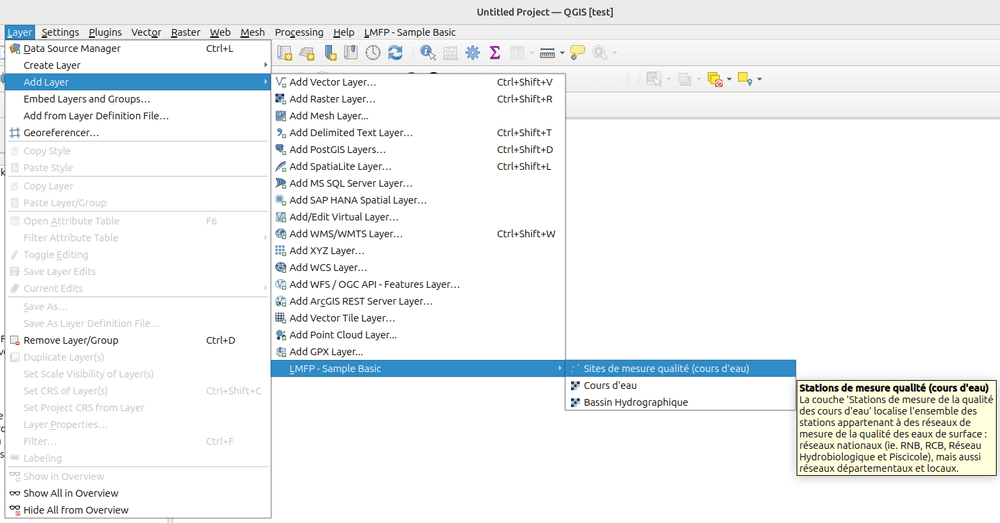 Untitled Project — QGIS [test]
Layer Settings Plugins Vector Raster Web Mesh Processing Help LMFP - Sample Basic
Data Source Manager Ctrl+L
Create Layer
Add Layer
Embed Layers and Groups…
Add from Layer Definition File…
Georeferencer…
Copy Style
Paste Style
Copy Layer
Paste Layer/Group
Open Attribute Table F6
Filter Attribute Table
Toggle Editing
Save Layer Edits
Current Edits
Save As…
Save As Layer Definition File…
Remove Layer/Group Ctrl+D
Duplicate Layer(s)
Set Scale Visibility of Layer(s)
Set CRS of Layer(s) Ctrl+Shift+C
Set Project CRS from Layer
Layer Properties…
Filter… Ctrl+F
Labeling
Show in Overview
Show All in Overview
Hide All from Overview
Add Vector Layer… Ctrl+Shift+V
Add Raster Layer… Ctrl+Shift+R
Add Mesh Layer...
Add Delimited Text Layer… Ctrl+Shift+T
Add PostGIS Layers… Ctrl+Shift+D
Add SpatiaLite Layer… Ctrl+Shift+L
Add MS SQL Server Layer…
Add SAP HANA Spatial Layer…
Add/Edit Virtual Layer…
Add WMS/WMTS Layer… Ctrl+Shift+W
Add XYZ Layer…
Add WCS Layer…
Add WFS / OGC API - Features Layer…
Add ArcGIS REST Server Layer…
Add Vector Tile Layer…
Add Point Cloud Layer...
Add GPX Layer...
LMFP - Sample Basic
Sites de mesure qualité (cours d'eau)
Cours d'eau
Bassin Hydrographique
Stations de mesure qualité (cours d'eau)
La couche 'Stations de mesure de la qualité
des cours d'eau' localise l'ensemble des
stations appartenant à des réseaux de
mesure de la qualité des eaux de surface :
réseaux nationaux (ie. RNB, RCB, Réseau
Hydrobiologique et Piscicole), mais aussi
réseaux départementaux et locaux.